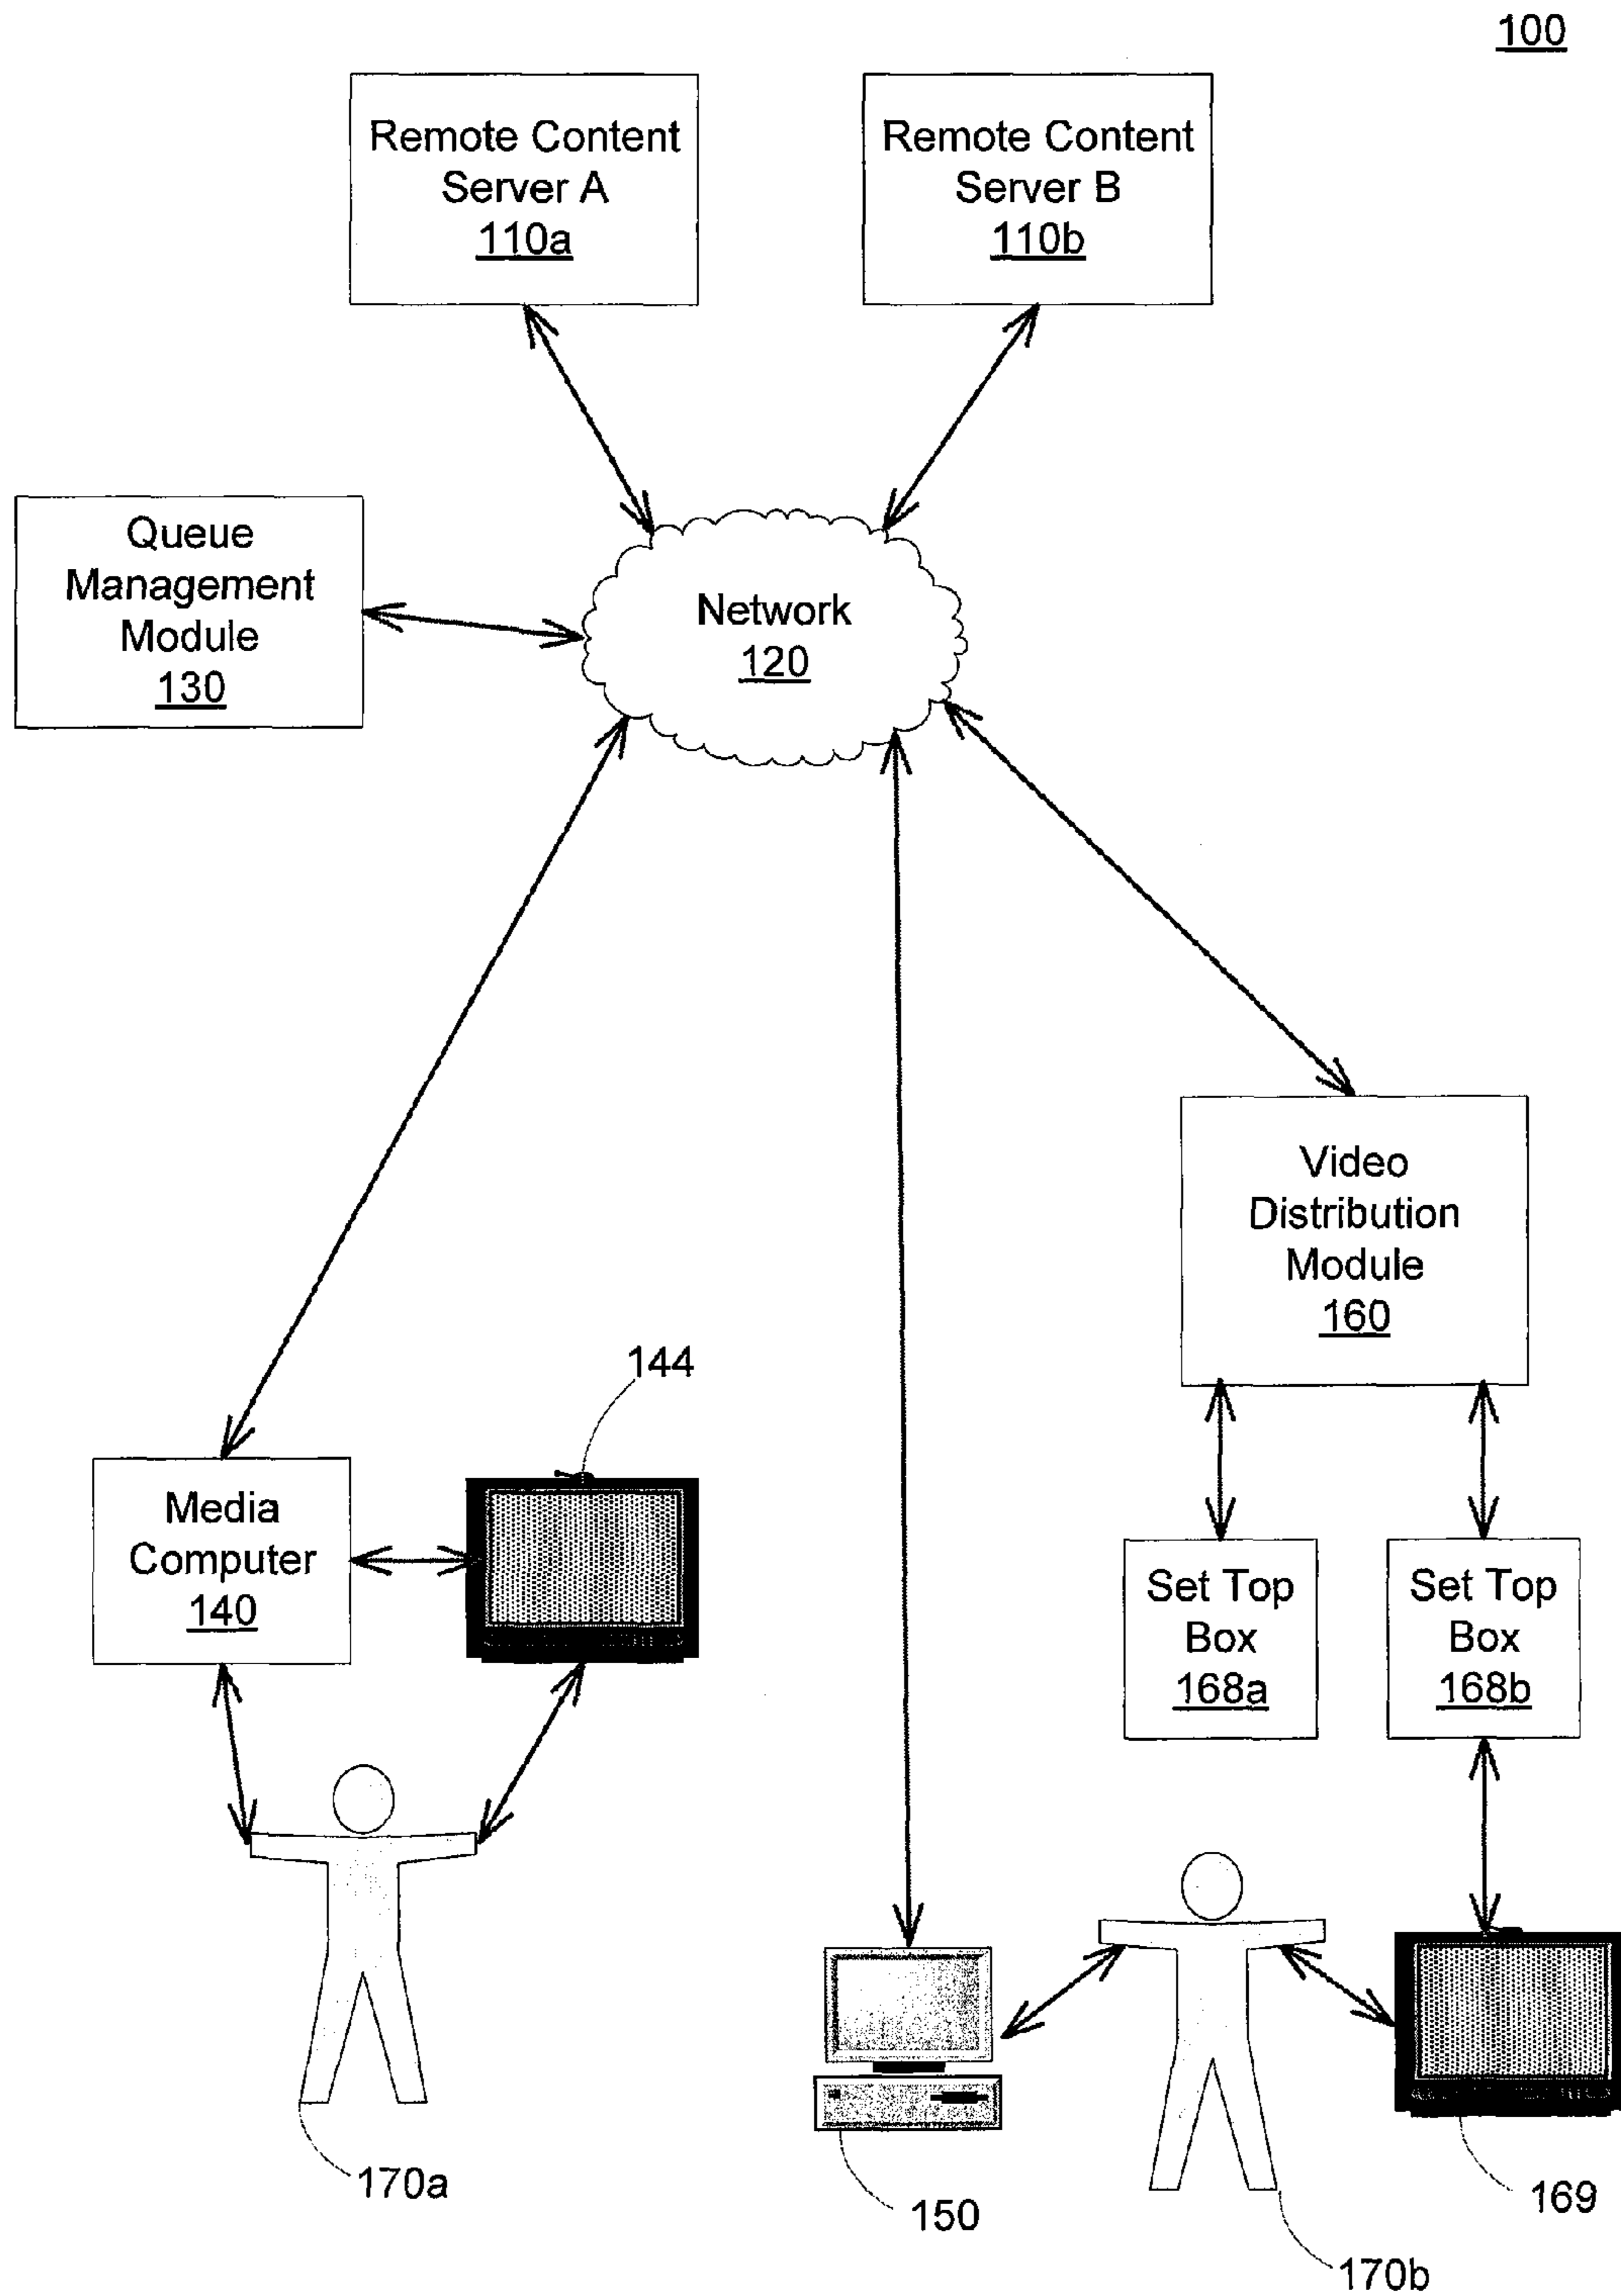 100
Remote Content
Server A
110a
Remote Content
Server B
110b
Queue
Management
Module
130
Network
120
Video
Distribution
Module
160
144
Media
Computer
140
Set Top
Box
168a
Set Top
Box
168b
170a
150
169
170b